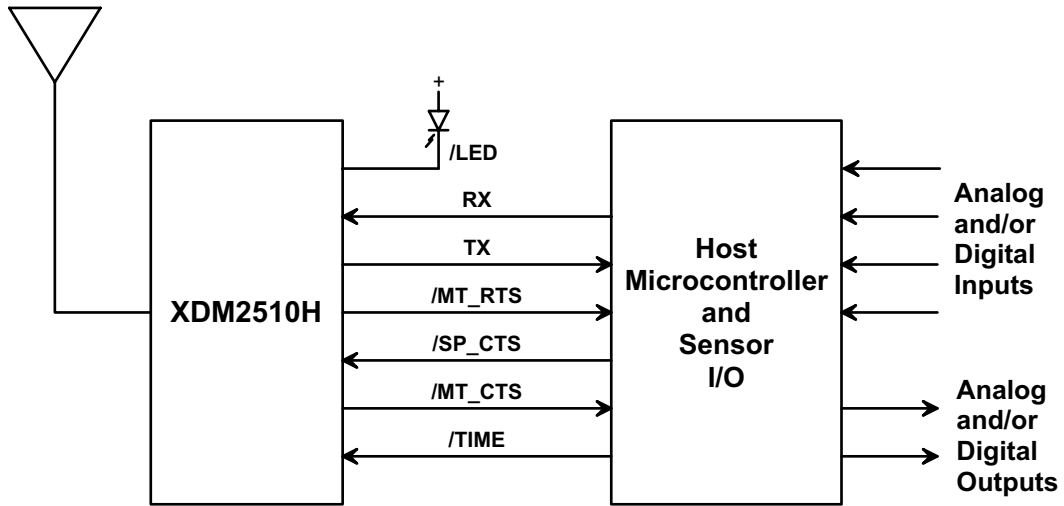 +
/LED
RX
TX
/MT_RTS
/SP_CTS
/MT_CTS
/TIME
XDM2510H
Host
Microcontroller
and
Sensor
I/O
Analog
and/or
Digital
Inputs
Analog
and/or
Digital
Outputs